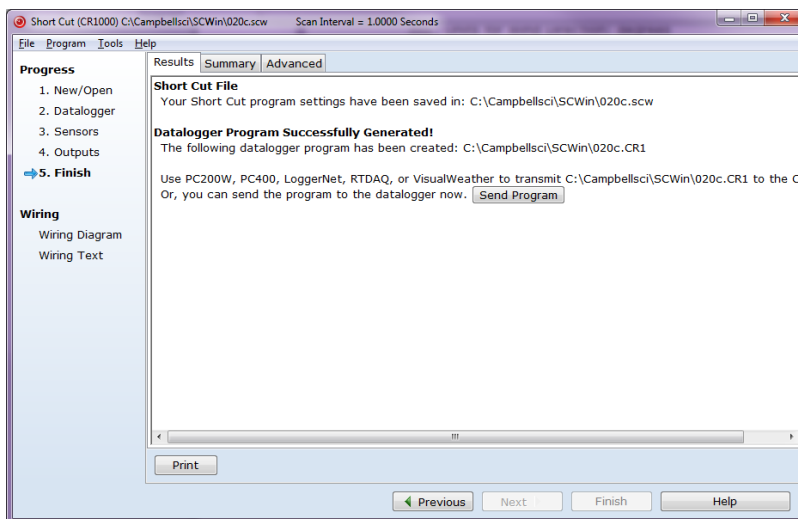 Short Cut (CR1000) C:\Campbellsci\SCWin\020c.scw Scan Interval = 1.0000 Seconds
File Program Tools Help
Progress
1. New/Open
2. Datalogger
3. Sensors
4. Outputs
5. Finish
Wiring
Wiring Diagram
Wiring Text
Results Summary Advanced
Short Cut File
Your Short Cut program settings have been saved in: C:\Campbellsci\SCWin\020c.scw
Datalogger Program Successfully Generated!
The following datalogger program has been created: C:\Campbellsci\SCWin\020c.CR1
Use PC200W, PC400, LoggerNet, RTDAQ, or VisualWeather to transmit C:\Campbellsci\SCWin\020c.CR1 to the C
Or, you can send the program to the datalogger now. Send Program
Print
Previous Next Finish Help